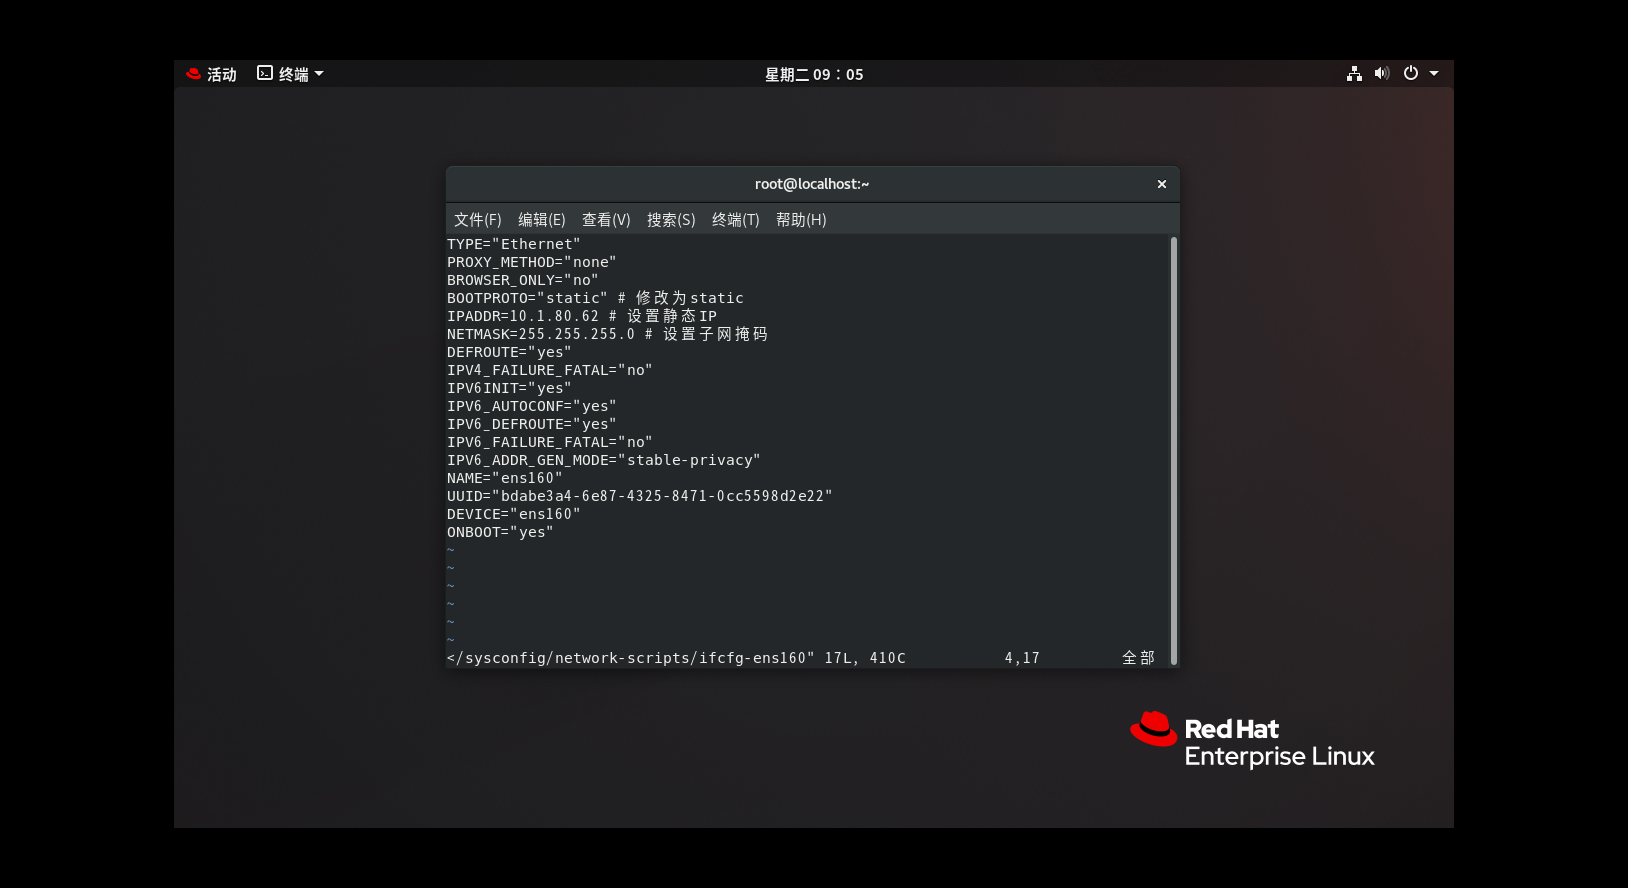 活动 终端 星期二 09：05
root@localhost:~
文件(F) 编辑(E) 查看(V) 搜索(S) 终端(T) 帮助(H)
TYPE="Ethernet"
PROXY_METHOD="none"
BROWSER_ONLY="no"
BOOTPROTO="static" # 修改为static
IPADDR=10.1.80.62 # 设置静态IP
NETMASK=255.255.255.0 # 设置子网掩码
DEFROUTE="yes"
IPV4_FAILURE_FATAL="no"
IPV6INIT="yes"
IPV6_AUTOCONF="yes"
IPV6_DEFROUTE="yes"
IPV6_FAILURE_FATAL="no"
IPV6_ADDR_GEN_MODE="stable-privacy"
NAME="ens160"
UUID="bdabe3a4-6e87-4325-8471-0cc5598d2e22"
DEVICE="ens160"
ONBOOT="yes"
~
~
~
~
~
~
</sysconfig/network-scripts/ifcfg-ens160" 17L, 410C 4,17 全部
Red Hat
Enterprise Linux